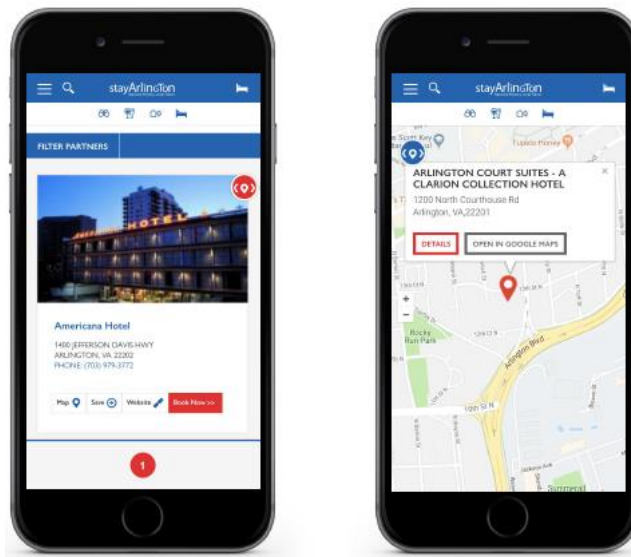 stayArlingTon
FILTER PARTNERS
AMERICANA HOTEL
Americana Hotel
1400 JEFFERSON DAVIS HWY
ARLINGTON, VA 22202
PHONE: (703) 979-3772
Map
Save
Website
Book Now >>
1
stayArlingTon
Tupelo Honey
ARLINGTON COURT SUITES - A
CLARION COLLECTION HOTEL
×
1200 North Courthouse Rd
Arlington, VA,22201
DETAILS
OPEN IN GOOGLE MAPS
+
−
Rocky
Run Park
Arlington Blvd
10th St N